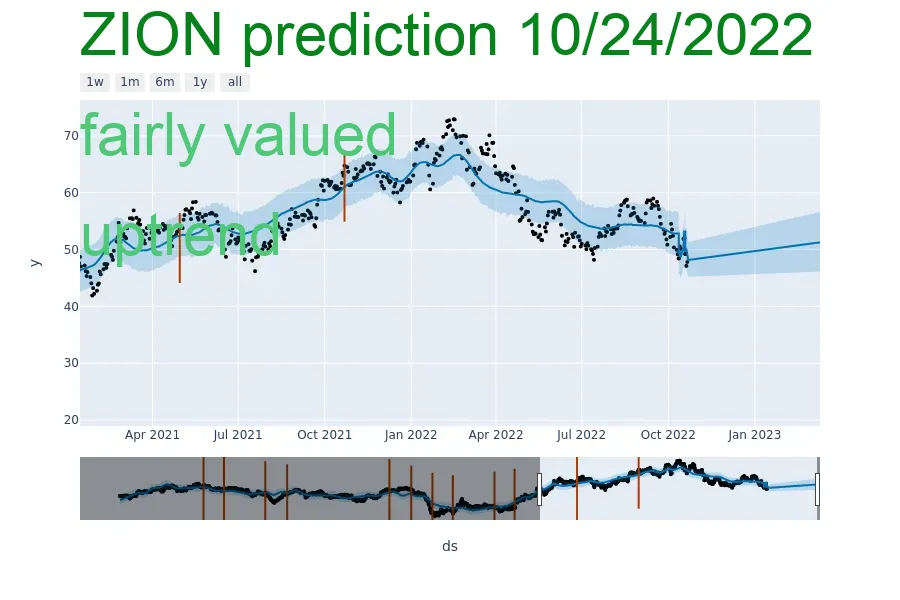 ZION prediction 10/24/2022
1w 1m 6m 1y all
fairly valued
uptrend
70
60
50
40
30
20
y
Apr 2021 Jul 2021 Oct 2021 Jan 2022 Apr 2022 Jul 2022 Oct 2022 Jan 2023
ds